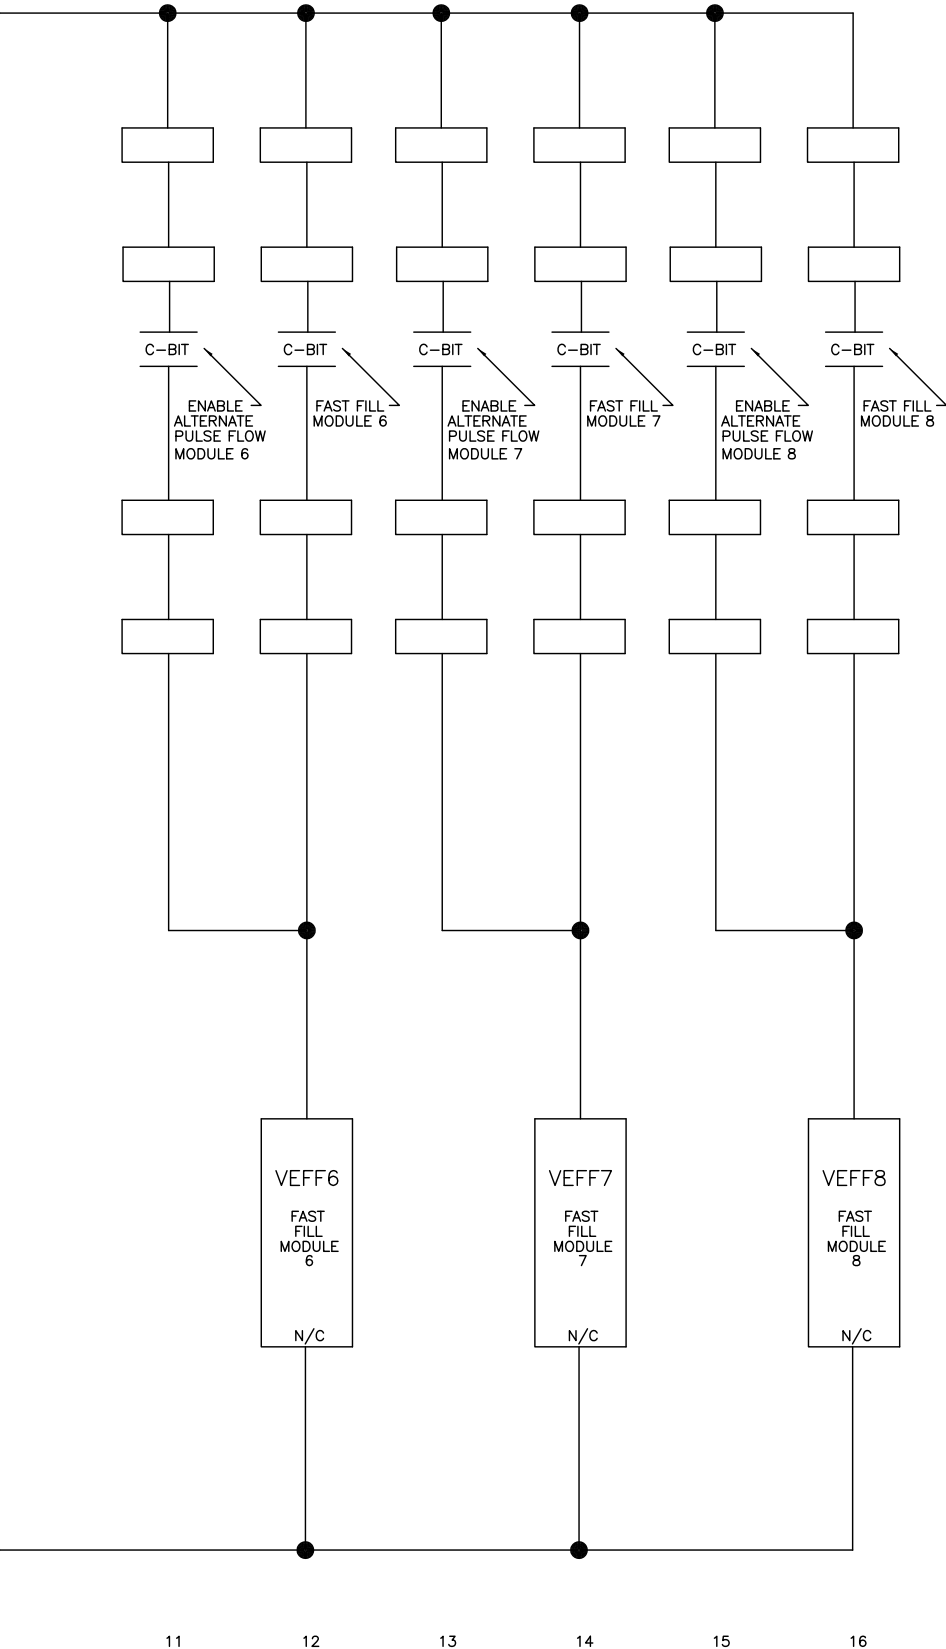 C-BIT
C-BIT
C-BIT
C-BIT
C-BIT
C-BIT
ENABLE
ALTERNATE
PULSE FLOW
MODULE 6
FAST FILL
MODULE 6
ENABLE
ALTERNATE
PULSE FLOW
MODULE 7
FAST FILL
MODULE 7
ENABLE
ALTERNATE
PULSE FLOW
MODULE 8
FAST FILL
MODULE 8
VEFF6
FAST
FILL
MODULE
6
N/C
VEFF7
FAST
FILL
MODULE
7
N/C
VEFF8
FAST
FILL
MODULE
8
N/C
11
12
13
14
15
16